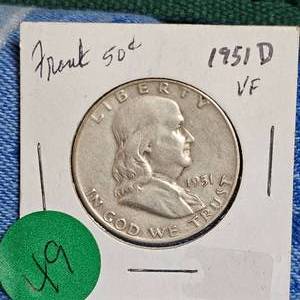 Frank 50¢
1951 D
VF
LIBERTY
1951
IN GOD WE TRUST
49